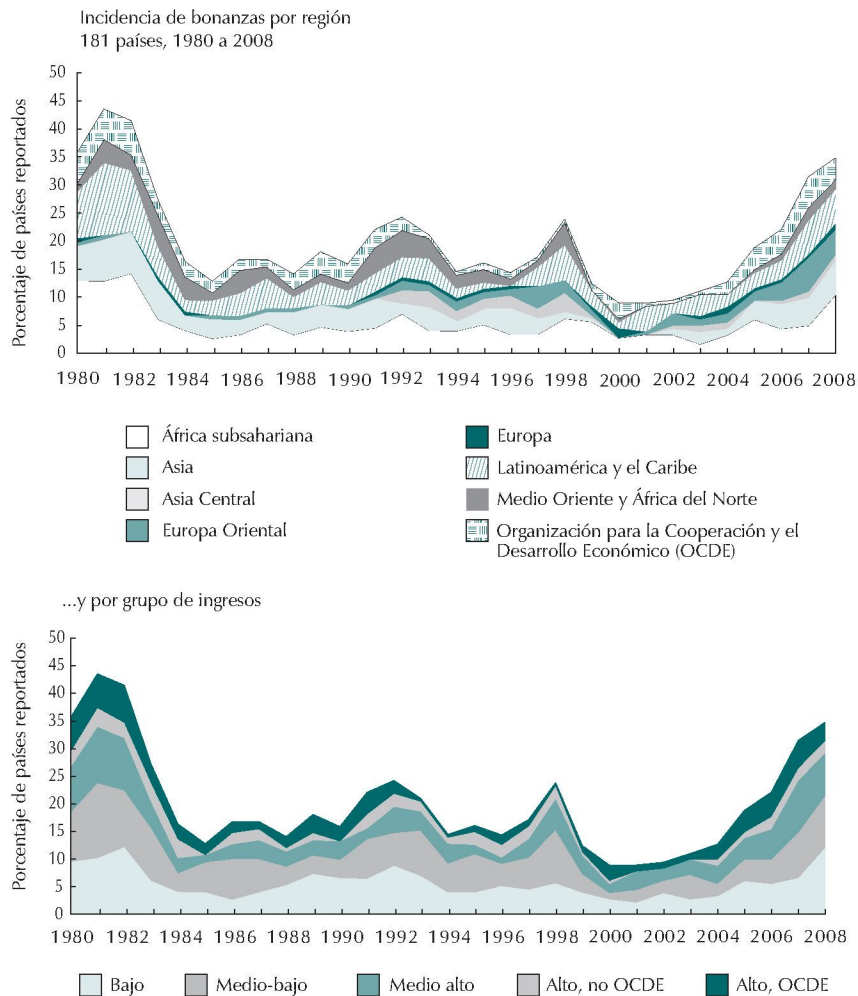 Incidencia de bonanzas por región
181 países, 1980 a 2008
Porcentaje de países reportados
50
45
40
35
30
25
20
15
10
5
0
1980 1982 1984 1986 1988 1990 1992 1994 1996 1998 2000 2002 2004 2006 2008
África subsahariana
Asia
Asia Central
Europa Oriental
Europa
Latinoamérica y el Caribe
Medio Oriente y África del Norte
Organización para la Cooperación y el
Desarrollo Económico (OCDE)
...y por grupo de ingresos
Porcentaje de países reportados
50
45
40
35
30
25
20
15
10
5
0
1980 1982 1984 1986 1988 1990 1992 1994 1996 1998 2000 2002 2004 2006 2008
Bajo Medio-bajo Medio alto Alto, no OCDE Alto, OCDE